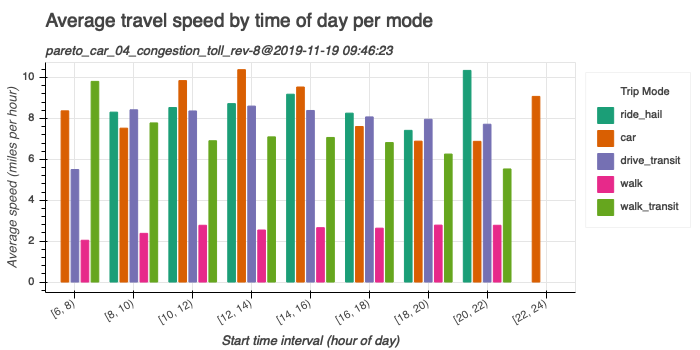 Average travel speed by time of day per mode
pareto_car_04_congestion_toll_rev-8@2019-11-19 09:46:23
Average speed (miles per hour)
10
8
6
4
2
0
[6, 8)
[8, 10)
[10, 12)
[12, 14)
[14, 16)
[16, 18)
[18, 20)
[20, 22)
[22, 24)
Start time interval (hour of day)
Trip Mode
ride_hail
car
drive_transit
walk
walk_transit